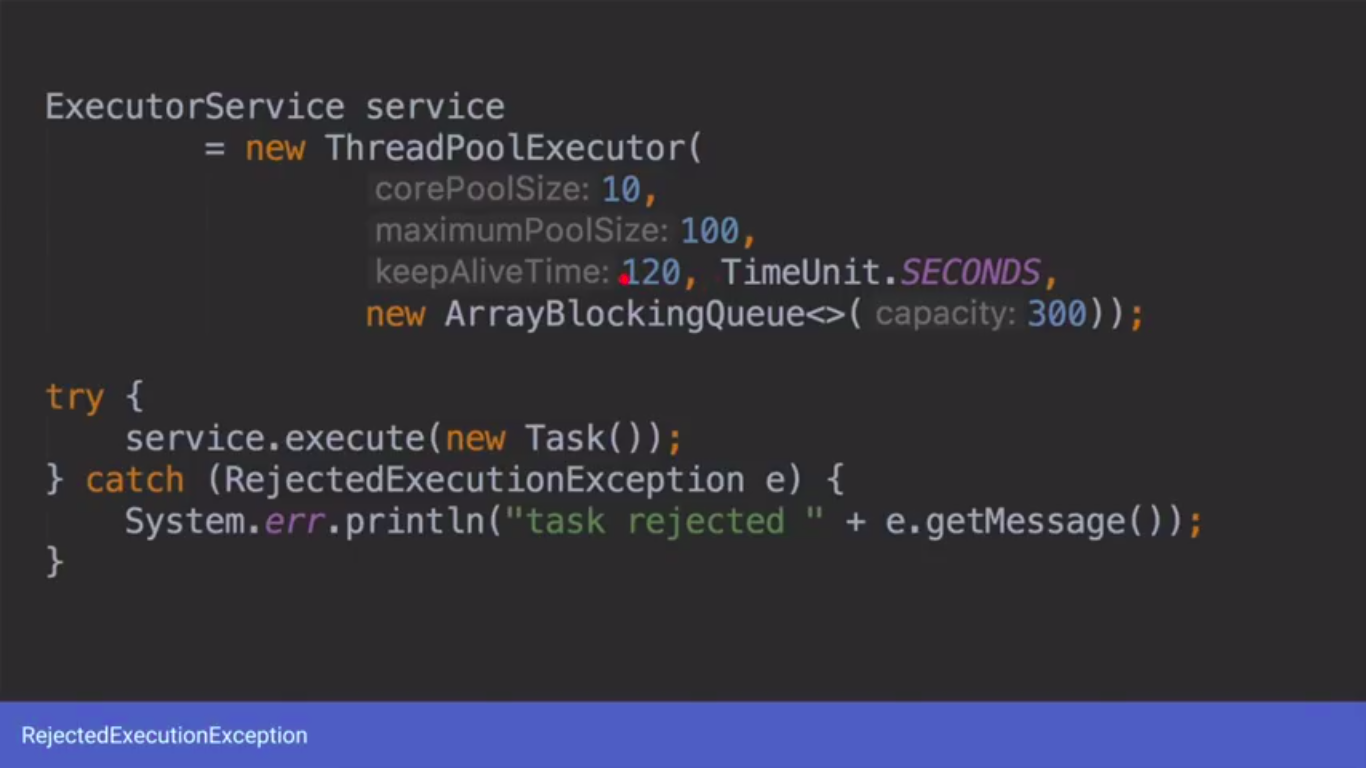 ExecutorService service
= new ThreadPoolExecutor(
corePoolSize: 10,
maximumPoolSize: 100,
keepAliveTime: 120, TimeUnit.SECONDS,
new ArrayBlockingQueue<>( capacity: 300));
try {
service.execute(new Task());
} catch (RejectedExecutionException e) {
System.err.println("task rejected " + e.getMessage());
}
RejectedExecutionException